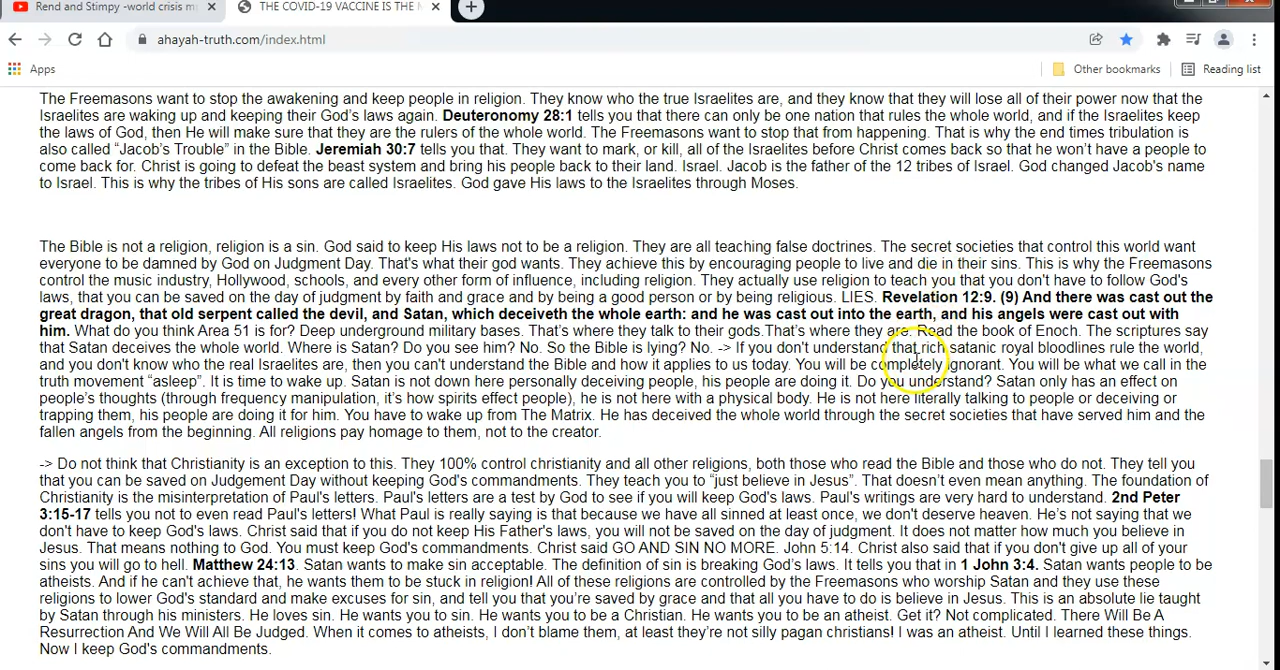 Rend and Stimpy -world crisis m
THE COVID-19 VACCINE IS THE M
ahayah-truth.com/index.html
Apps
Other bookmarks
Reading list
The Freemasons want to stop the awakening and keep people in religion. They know who the true Israelites are, and they know that they will lose all of their power now that the
Israelites are waking up and keeping their God's laws again. Deuteronomy 28:1 tells you that there can only be one nation that rules the whole world, and if the Israelites keep
the laws of God, then He will make sure that they are the rulers of the whole world. The Freemasons want to stop that from happening. That is why the end times tribulation is
also called “Jacob's Trouble” in the Bible. Jeremiah 30:7 tells you that. They want to mark, or kill, all of the Israelites before Christ comes back so that he won't have a people to
come back for. Christ is going to defeat the beast system and bring his people back to their land. Israel. Jacob is the father of the 12 tribes of Israel. God changed Jacob's name
to Israel. This is why the tribes of His sons are called Israelites. God gave His laws to the Israelites through Moses.
The Bible is not a religion, religion is a sin. God said to keep His laws not to be a religion. They are all teaching false doctrines. The secret societies that control this world want
everyone to be damned by God on Judgment Day. That's what their god wants. They achieve this by encouraging people to live and die in their sins. This is why the Freemasons
control the music industry, Hollywood, schools, and every other form of influence, including religion. They actually use religion to teach you that you don't have to follow God's
laws, that you can be saved on the day of judgment by faith and grace and by being a good person or by being religious. LIES. Revelation 12:9. (9) And there was cast out the
great dragon, that old serpent called the devil, and Satan, which deceiveth the whole earth: and he was cast out into the earth, and his angels were cast out with
him. What do you think Area 51 is for? Deep underground military bases. That's where they talk to their gods.That's where they are. Read the book of Enoch. The scriptures say
that Satan deceives the whole world. Where is Satan? Do you see him? No. So the Bible is lying? No. -> If you don't understand that rich satanic royal bloodlines rule the world,
and you don't know who the real Israelites are, then you can't understand the Bible and how it applies to us today. You will be completely ignorant. You will be what we call in the
truth movement “asleep”. It is time to wake up. Satan is not down here personally deceiving people, his people are doing it. Do you understand? Satan only has an effect on
people's thoughts (through frequency manipulation, it's how spirits effect people), he is not here with a physical body. He is not here literally talking to people or deceiving or
trapping them, his people are doing it for him. You have to wake up from The Matrix. He has deceived the whole world through the secret societies that have served him and the
fallen angels from the beginning. All religions pay homage to them, not to the creator.
-> Do not think that Christianity is an exception to this. They 100% control christianity and all other religions, both those who read the Bible and those who do not. They tell you
that you can be saved on Judgement Day without keeping God's commandments. They teach you to “just believe in Jesus”. That doesn't even mean anything. The foundation of
Christianity is the misinterpretation of Paul's letters. Paul's letters are a test by God to see if you will keep God's laws. Paul's writings are very hard to understand. 2nd Peter
3:15-17 tells you not to even read Paul's letters! What Paul is really saying is that because we have all sinned at least once, we don't deserve heaven. He's not saying that we
don't have to keep God's laws. Christ said that if you do not keep His Father's laws, you will not be saved on the day of judgment. It does not matter how much you believe in
Jesus. That means nothing to God. You must keep God's commandments. Christ said GO AND SIN NO MORE. John 5:14. Christ also said that if you don't give up all of your
sins you will go to hell. Matthew 24:13. Satan wants to make sin acceptable. The definition of sin is breaking God's laws. It tells you that in 1 John 3:4. Satan wants people to be
atheists. And if he can't achieve that, he wants them to be stuck in religion! All of these religions are controlled by the Freemasons who worship Satan and they use these
religions to lower God's standard and make excuses for sin, and tell you that you're saved by grace and that all you have to do is believe in Jesus. This is an absolute lie taught
by Satan through his ministers. He loves sin. He wants you to sin. He wants you to be a Christian. He wants you to be an atheist. Get it? Not complicated. There Will Be A
Resurrection And We Will All Be Judged. When it comes to atheists, I don't blame them, at least they're not silly pagan christians! I was an atheist. Until I learned these things.
Now I keep God's commandments.